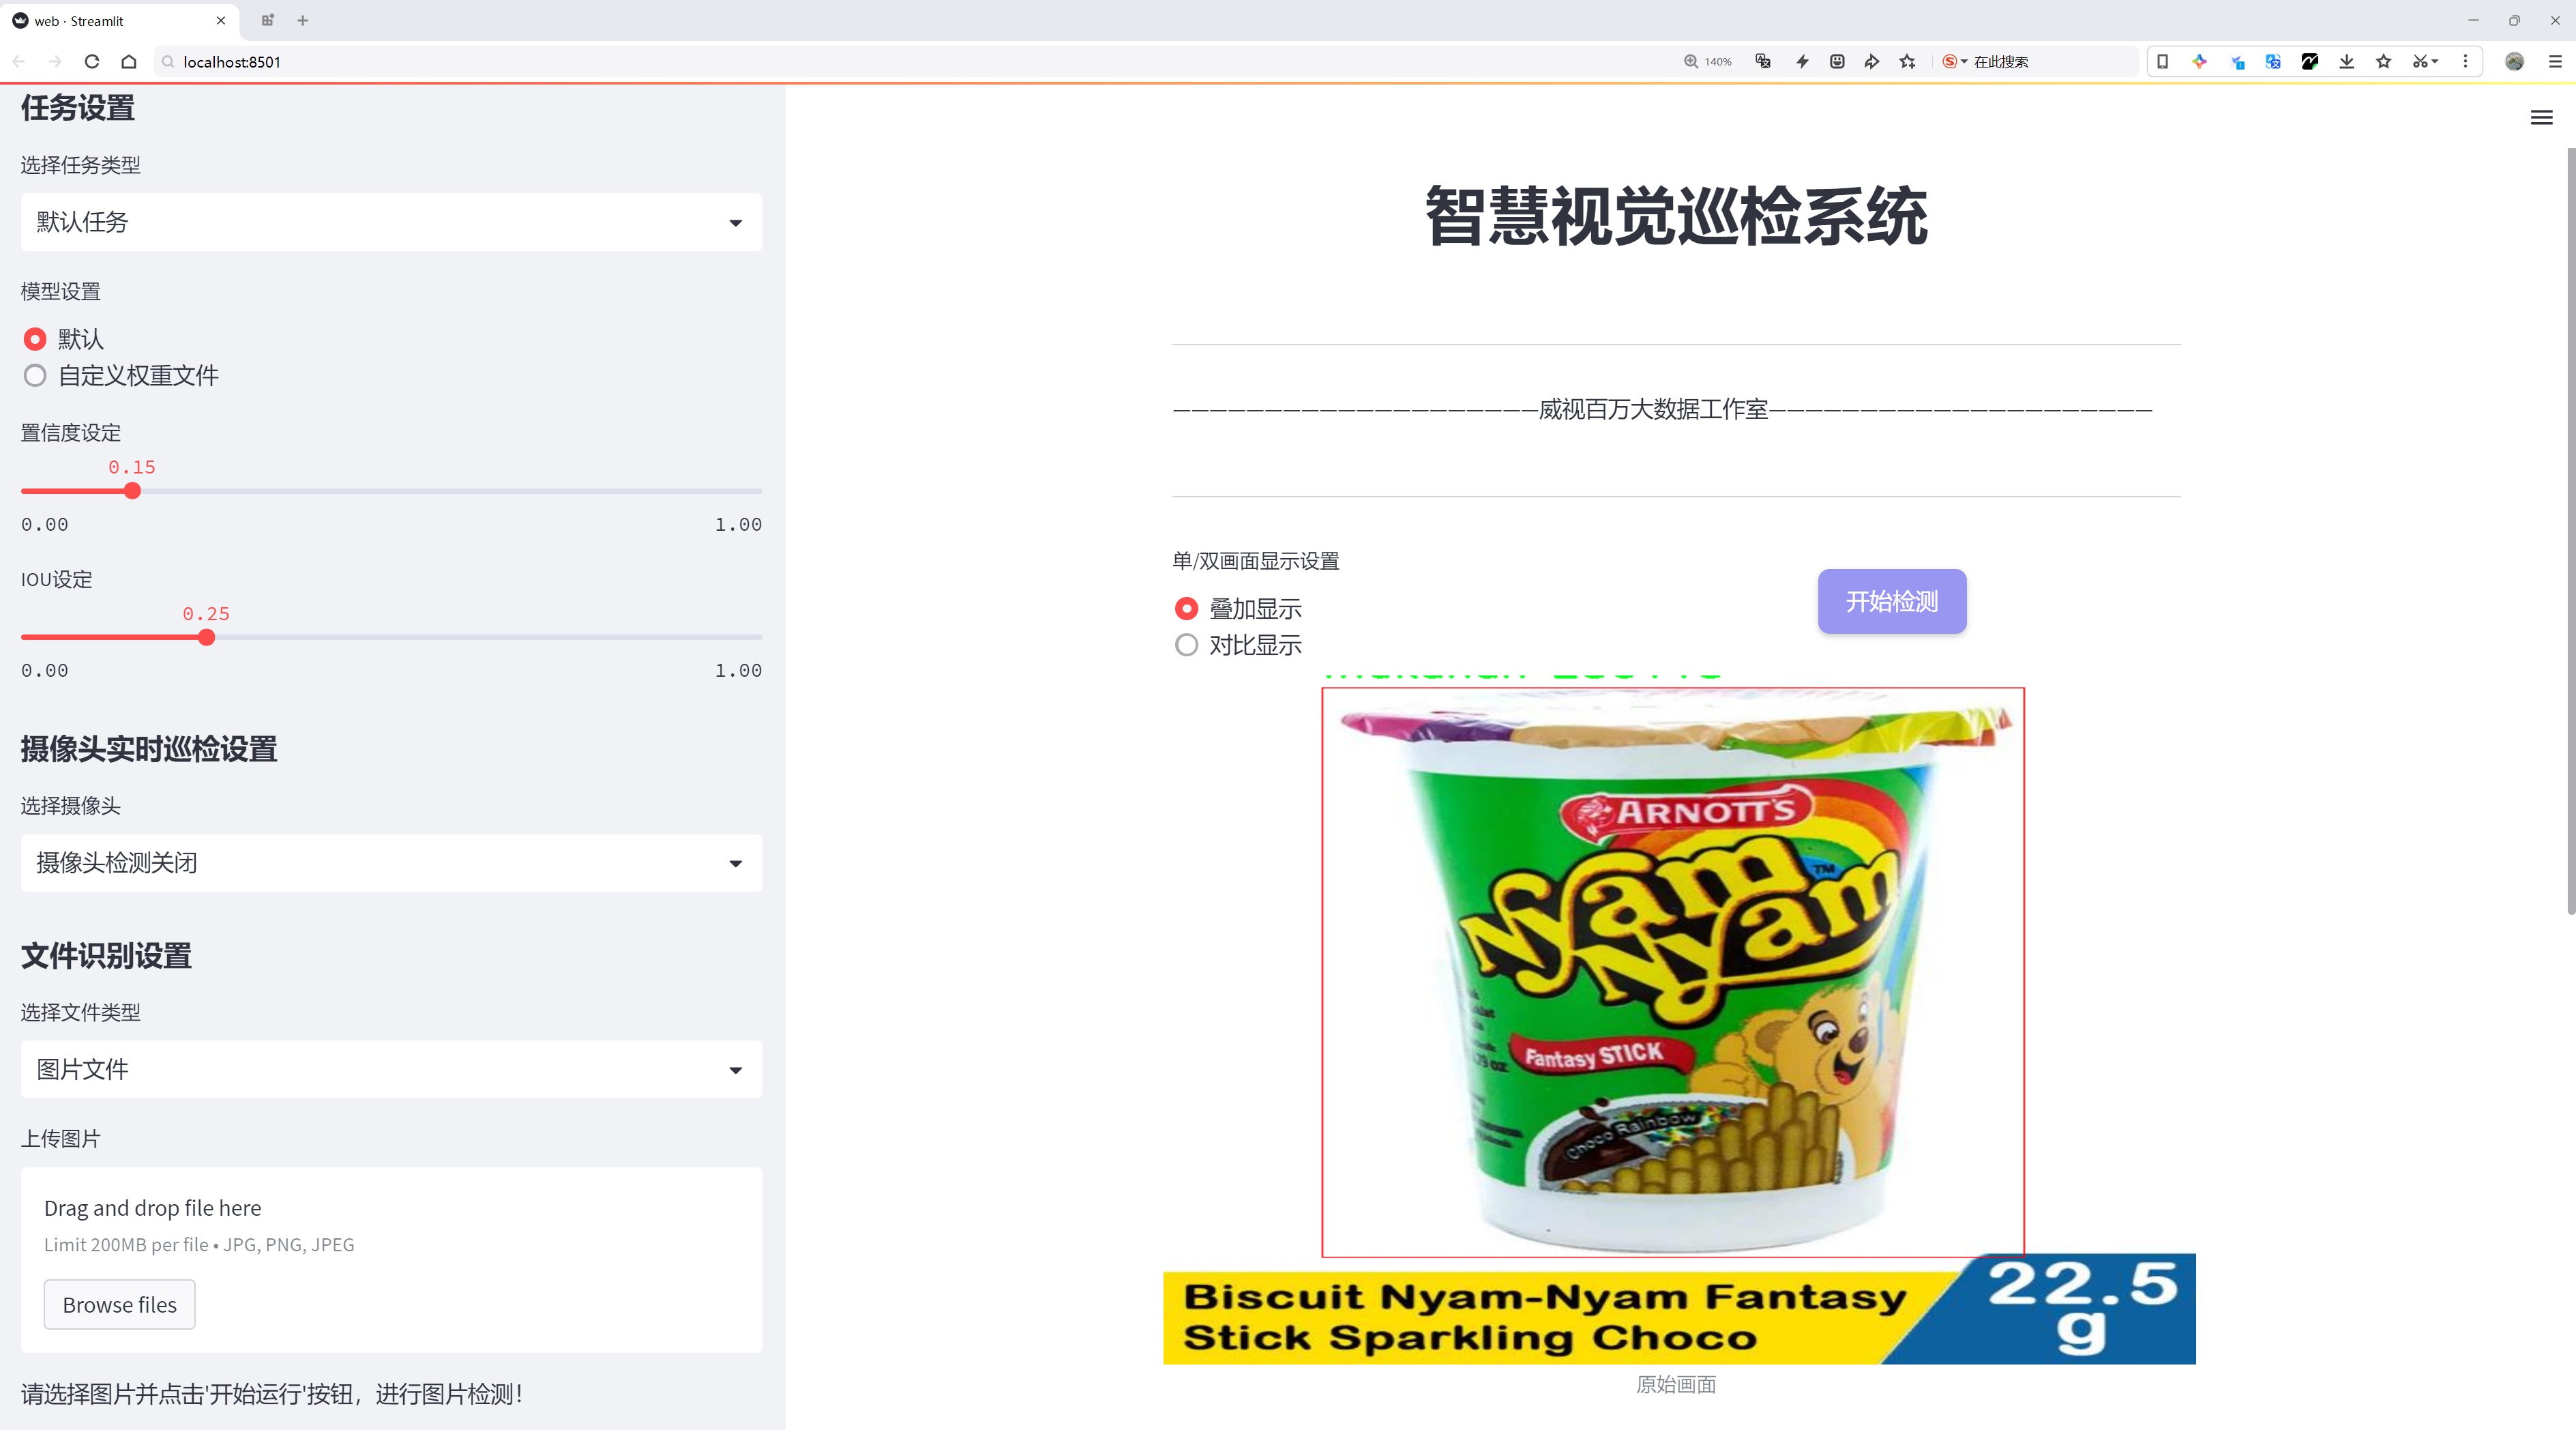 web · Streamlit
localhost:8501
140%
在此搜索
任务设置
选择任务类型
默认任务
模型设置
默认
自定义权重文件
置信度设定
0.15
0.00
1.00
IOU设定
0.25
0.00
1.00
摄像头实时巡检设置
选择摄像头
摄像头检测关闭
文件识别设置
选择文件类型
图片文件
上传图片
Drag and drop file here
Limit 200MB per file • JPG, PNG, JPEG
Browse files
请选择图片并点击'开始运行'按钮，进行图片检测！
智慧视觉巡检系统
————————————————————威视百万大数据工作室—————————————————————
单/双画面显示设置
叠加显示
对比显示
开始检测
ARNOTT'S
Nyam
Nyam
TM
Fantasy STICK
Choco Rainbow
Biscuit Nyam-Nyam Fantasy
Stick Sparkling Choco
22.5
g
原始画面